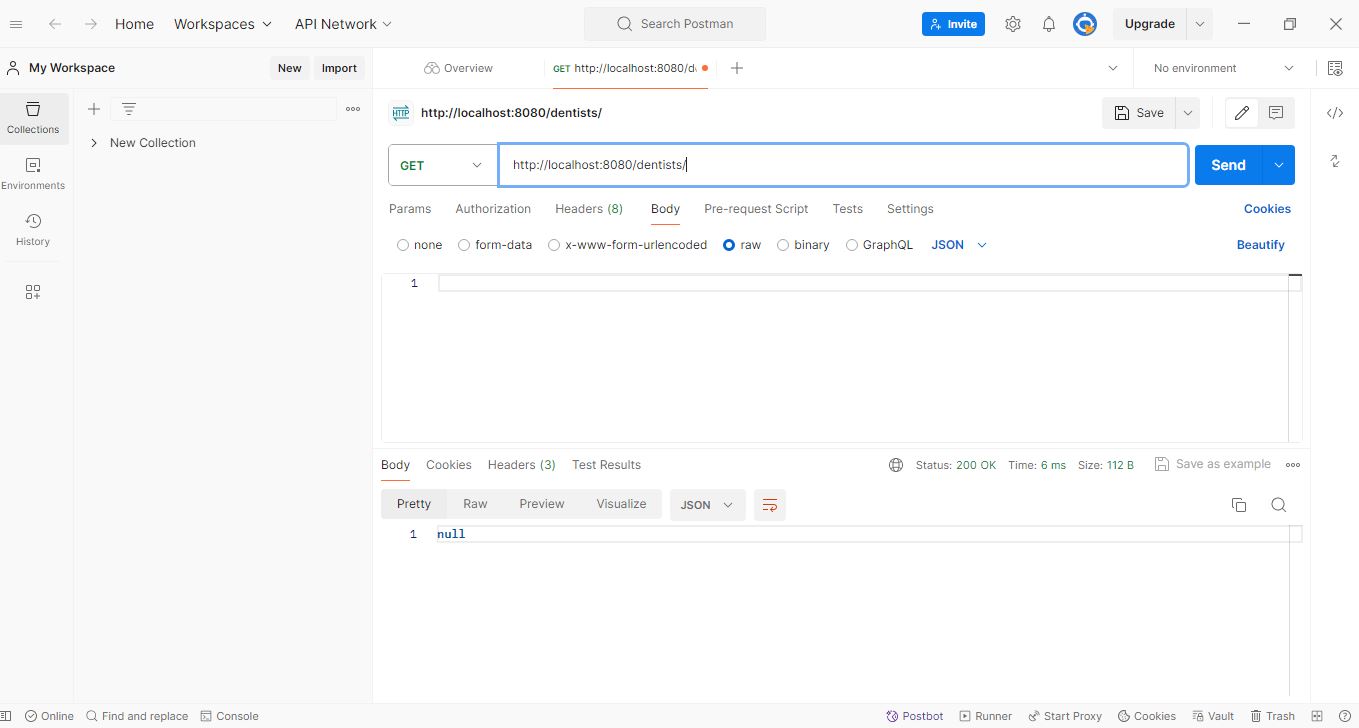 Home Workspaces API Network Search Postman Invite Upgrade
My Workspace New Import Overview GET http://localhost:8080/d No environment
Collections
Environments
History
New Collection
HTTP http://localhost:8080/dentists/ Save
GET http://localhost:8080/dentists/ Send
Params Authorization Headers (8) Body Pre-request Script Tests Settings Cookies
none form-data x-www-form-urlencoded raw binary GraphQL JSON Beautify
1
Body Cookies Headers (3) Test Results Status: 200 OK Time: 6 ms Size: 112 B Save as example
Pretty Raw Preview Visualize JSON
1 null
Online Find and replace Console Postbot Runner Start Proxy Cookies Vault Trash